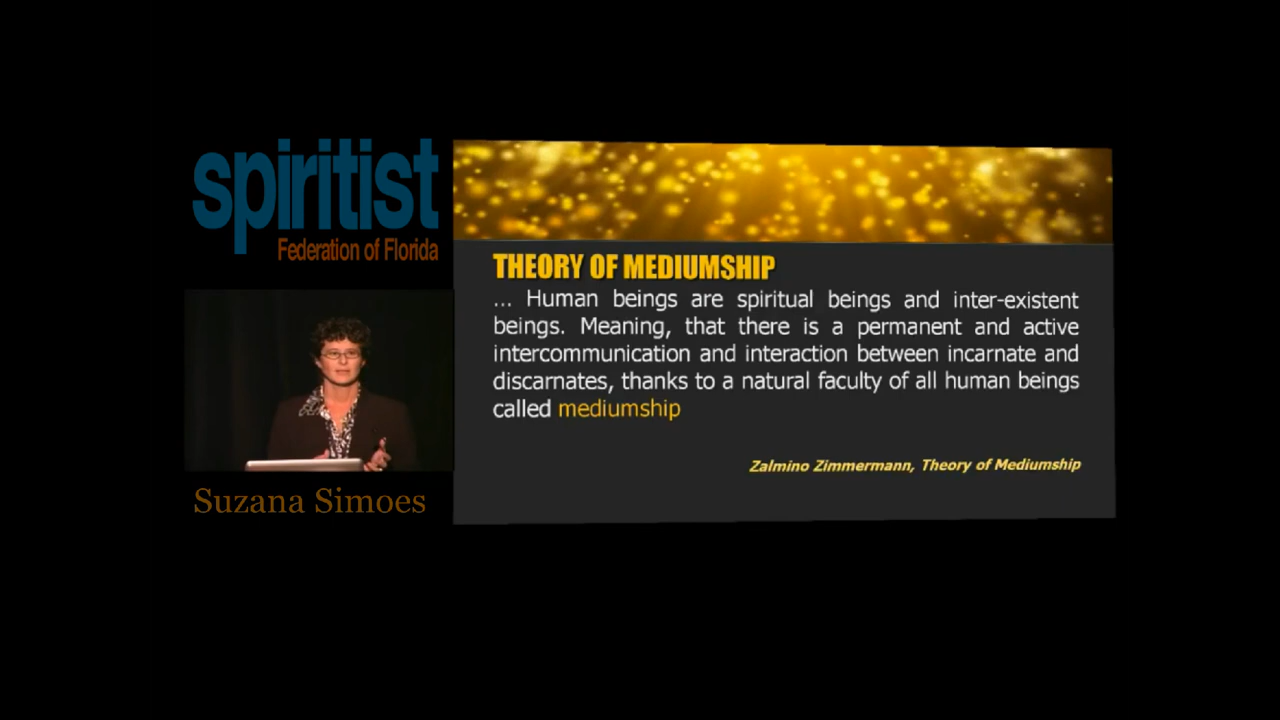 spiritist
Federation of Florida
Suzana Simoes
THEORY OF MEDIUMSHIP
... Human beings are spiritual beings and inter-existent
beings. Meaning, that there is a permanent and active
intercommunication and interaction between incarnate and
discarnates, thanks to a natural faculty of all human beings
called mediumship
Zalmino Zimmermann, Theory of Mediumship